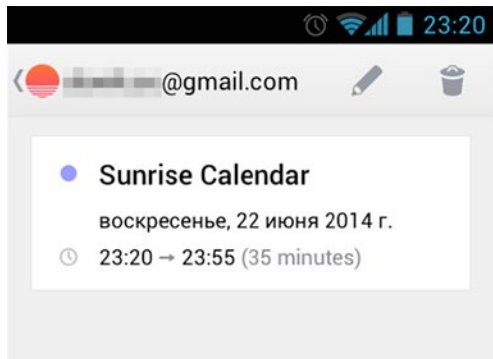 23:20
@gmail.com
Sunrise Calendar
воскресенье, 22 июня 2014 г.
23:20 → 23:55 (35 minutes)